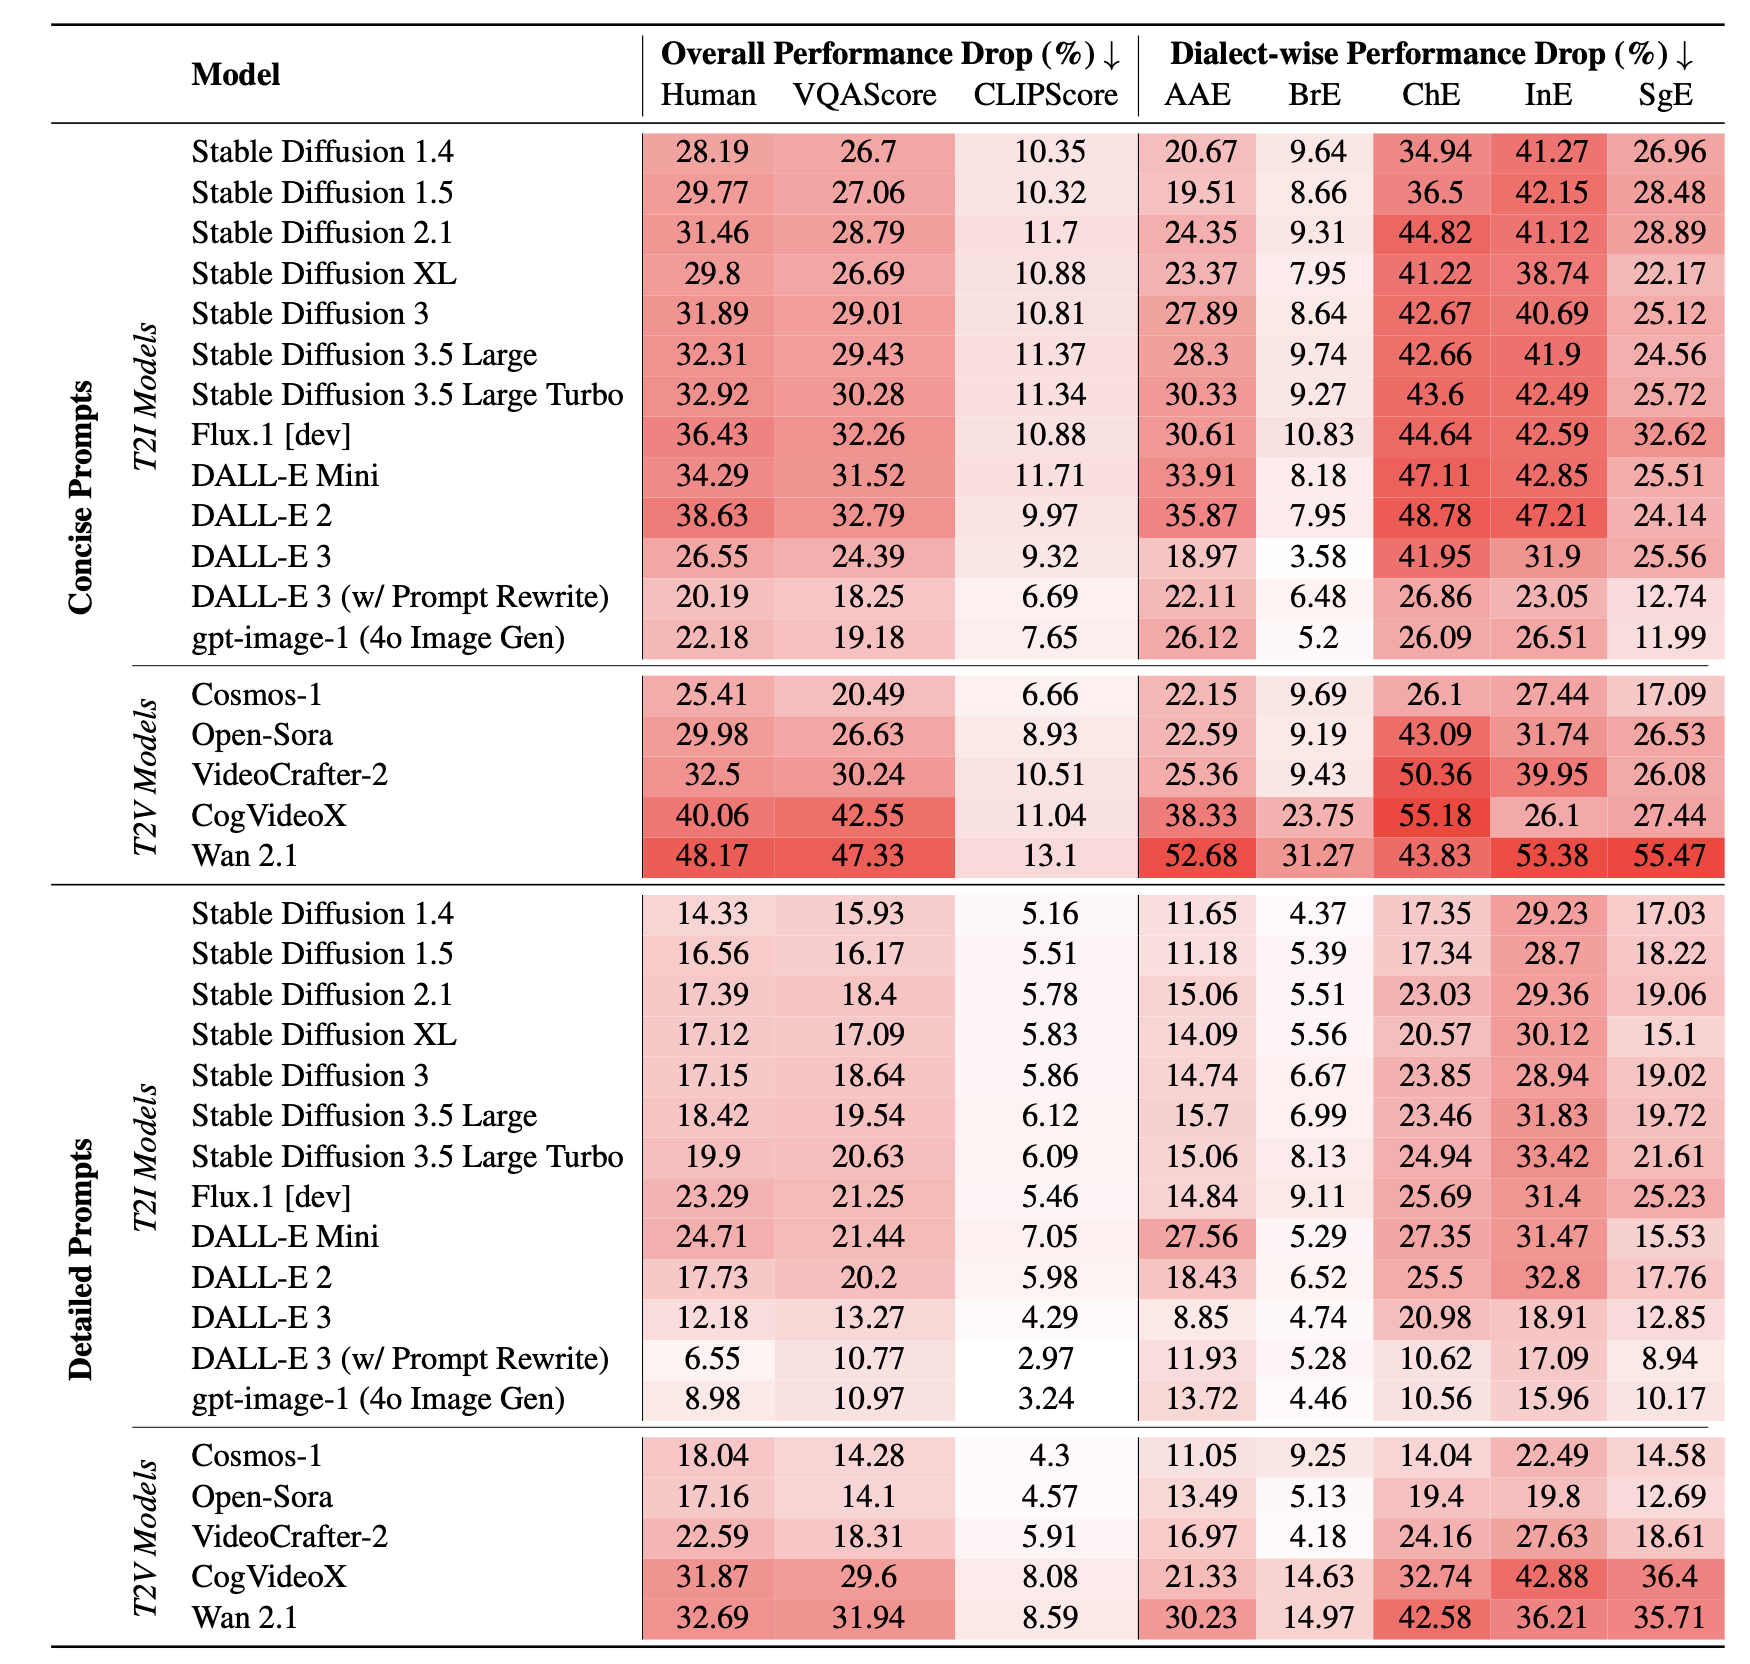 Model Overall Performance Drop (%) ↓ Dialect-wise Performance Drop (%) ↓
Human VQAScore CLIPScore AAE BrE ChE InE SgE
Concise Prompts
T2I Models
Stable Diffusion 1.4 28.19 26.7 10.35 20.67 9.64 34.94 41.27 26.96
Stable Diffusion 1.5 29.77 27.06 10.32 19.51 8.66 36.5 42.15 28.48
Stable Diffusion 2.1 31.46 28.79 11.7 24.35 9.31 44.82 41.12 28.89
Stable Diffusion XL 29.8 26.69 10.88 23.37 7.95 41.22 38.74 22.17
Stable Diffusion 3 31.89 29.01 10.81 27.89 8.64 42.67 40.69 25.12
Stable Diffusion 3.5 Large 32.31 29.43 11.37 28.3 9.74 42.66 41.9 24.56
Stable Diffusion 3.5 Large Turbo 32.92 30.28 11.34 30.33 9.27 43.6 42.49 25.72
Flux.1 [dev] 36.43 32.26 10.88 30.61 10.83 44.64 42.59 32.62
DALL-E Mini 34.29 31.52 11.71 33.91 8.18 47.11 42.85 25.51
DALL-E 2 38.63 32.79 9.97 35.87 7.95 48.78 47.21 24.14
DALL-E 3 26.55 24.39 9.32 18.97 3.58 41.95 31.9 25.56
DALL-E 3 (w/ Prompt Rewrite) 20.19 18.25 6.69 22.11 6.48 26.86 23.05 12.74
gpt-image-1 (4o Image Gen) 22.18 19.18 7.65 26.12 5.2 26.09 26.51 11.99
T2V Models
Cosmos-1 25.41 20.49 6.66 22.15 9.69 26.1 27.44 17.09
Open-Sora 29.98 26.63 8.93 22.59 9.19 43.09 31.74 26.53
VideoCrafter-2 32.5 30.24 10.51 25.36 9.43 50.36 39.95 26.08
CogVideoX 40.06 42.55 11.04 38.33 23.75 55.18 26.1 27.44
Wan 2.1 48.17 47.33 13.1 52.68 31.27 43.83 53.38 55.47
Detailed Prompts
T2I Models
Stable Diffusion 1.4 14.33 15.93 5.16 11.65 4.37 17.35 29.23 17.03
Stable Diffusion 1.5 16.56 16.17 5.51 11.18 5.39 17.34 28.7 18.22
Stable Diffusion 2.1 17.39 18.4 5.78 15.06 5.51 23.03 29.36 19.06
Stable Diffusion XL 17.12 17.09 5.83 14.09 5.56 20.57 30.12 15.1
Stable Diffusion 3 17.15 18.64 5.86 14.74 6.67 23.85 28.94 19.02
Stable Diffusion 3.5 Large 18.42 19.54 6.12 15.7 6.99 23.46 31.83 19.72
Stable Diffusion 3.5 Large Turbo 19.9 20.63 6.09 15.06 8.13 24.94 33.42 21.61
Flux.1 [dev] 23.29 21.25 5.46 14.84 9.11 25.69 31.4 25.23
DALL-E Mini 24.71 21.44 7.05 27.56 5.29 27.35 31.47 15.53
DALL-E 2 17.73 20.2 5.98 18.43 6.52 25.5 32.8 17.76
DALL-E 3 12.18 13.27 4.29 8.85 4.74 20.98 18.91 12.85
DALL-E 3 (w/ Prompt Rewrite) 6.55 10.77 2.97 11.93 5.28 10.62 17.09 8.94
gpt-image-1 (4o Image Gen) 8.98 10.97 3.24 13.72 4.46 10.56 15.96 10.17
T2V Models
Cosmos-1 18.04 14.28 4.3 11.05 9.25 14.04 22.49 14.58
Open-Sora 17.16 14.1 4.57 13.49 5.13 19.4 19.8 12.69
VideoCrafter-2 22.59 18.31 5.91 16.97 4.18 24.16 27.63 18.61
CogVideoX 31.87 29.6 8.08 21.33 14.63 32.74 42.88 36.4
Wan 2.1 32.69 31.94 8.59 30.23 14.97 42.58 36.21 35.71